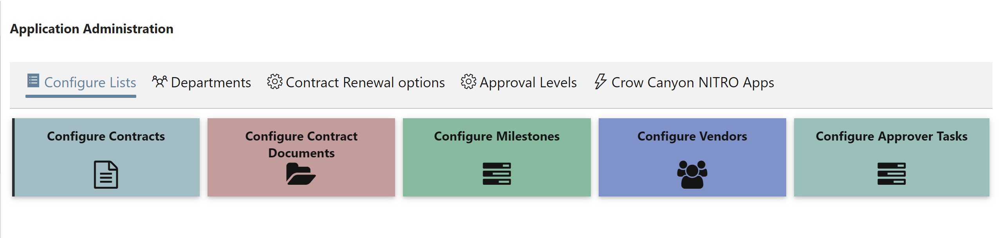 Application Administration
Configure Lists
Departments
Contract Renewal options
Approval Levels
Crow Canyon NITRO Apps
Configure Contracts
Configure Contract
Documents
Configure Milestones
Configure Vendors
Configure Approver Tasks